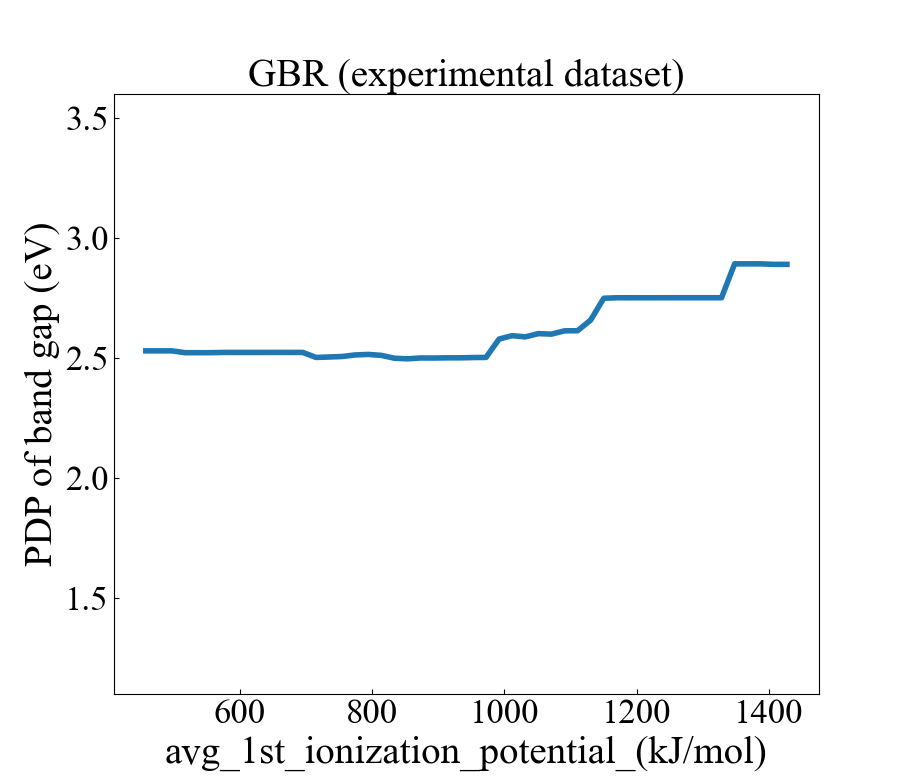 GBR (experimental dataset)
PDP of band gap (eV)
3.5
3.0
2.5
2.0
1.5
600 800 1000 1200 1400
avg_1st_ionization_potential_(kJ/mol)